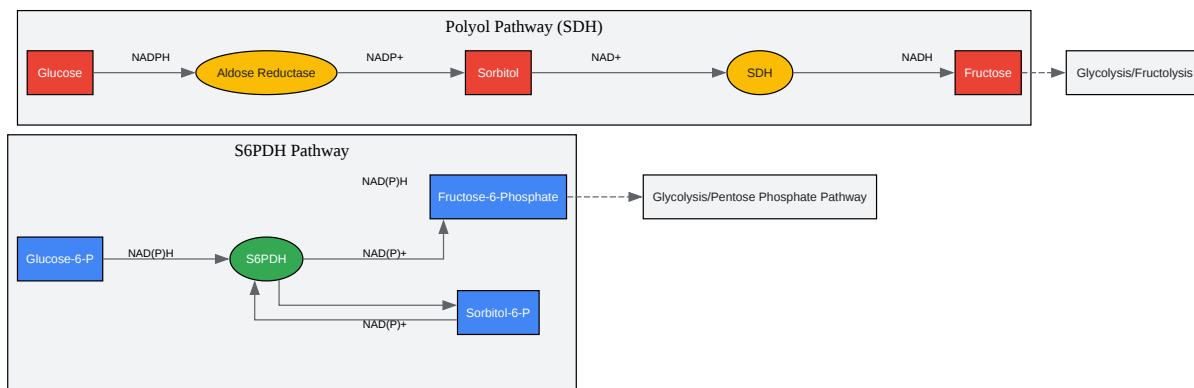 Polyol Pathway (SDH)
Glucose
NADPH
Aldose Reductase
NADP+
Sorbitol
NAD+
SDH
NADH
Fructose
Glycolysis/Fructolysis
S6PDH Pathway
NAD(P)H
Fructose-6-Phosphate
Glycolysis/Pentose Phosphate Pathway
Glucose-6-P
NAD(P)H
S6PDH
NAD(P)+
Sorbitol-6-P
NAD(P)+